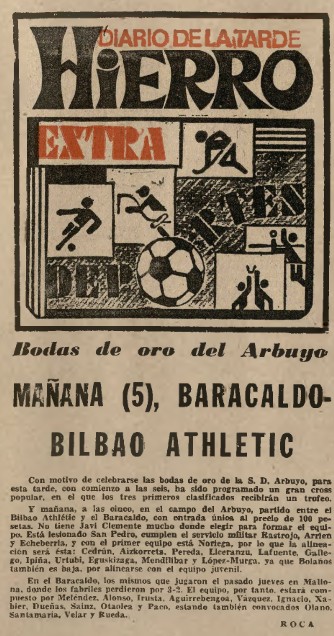 DIARIO DE LA TARDE
HiERRO
EXTRA
DEPORTES
Bodas de oro del Arbuyo
MAÑANA (5), BARACALDO-
BILBAO ATHLETIC
Con motivo de celebrarse las bodas de oro de la S. D. Arbuyo, para
esta tarde, con comienzo a las seis, ha sido programado un gran cross
popular, en el que los tres primeros clasificados recibirán un trofeo.
Y mañana, a las cinco, en el campo del Arbuyo, partido entre el
Bilbao Athlétic y el Baracaldo, con entrada única al precio de 100 pe-
setas. No tiene Javi Clemente mucho donde elegir para formar el equi-
po. Está lesionado San Pedro, cumplen el servicio militar Rastrojo, Arrien
y Echeberría, y con el primer equipo está Noriega, por lo que la alinea-
ción será ésta: Cedrún, Aizkorreta, Pereda, Liceranzu, Lafuente, Galle-
go, Ipiña, Urtubi, Eguskizaga, Mendilibar y López-Murga, ya que Bolaños
también es baja, por alinearse con el equipo juvenil.
En el Baracaldo, los mismos que jugaron el pasado jueves en Mallo-
na, donde los fabriles perdieron por 3-2. El equipo, por tanto, estará com-
puesto por Meléndez, Alonso, Irusta, Aguirrebengoa, Vázquez, Ignacio, Xa-
bier, Dueñas, Sainz, Otaolea y Paco, estando también convocados Olano,
Santamaría, Velar y Rueda.
ROCA